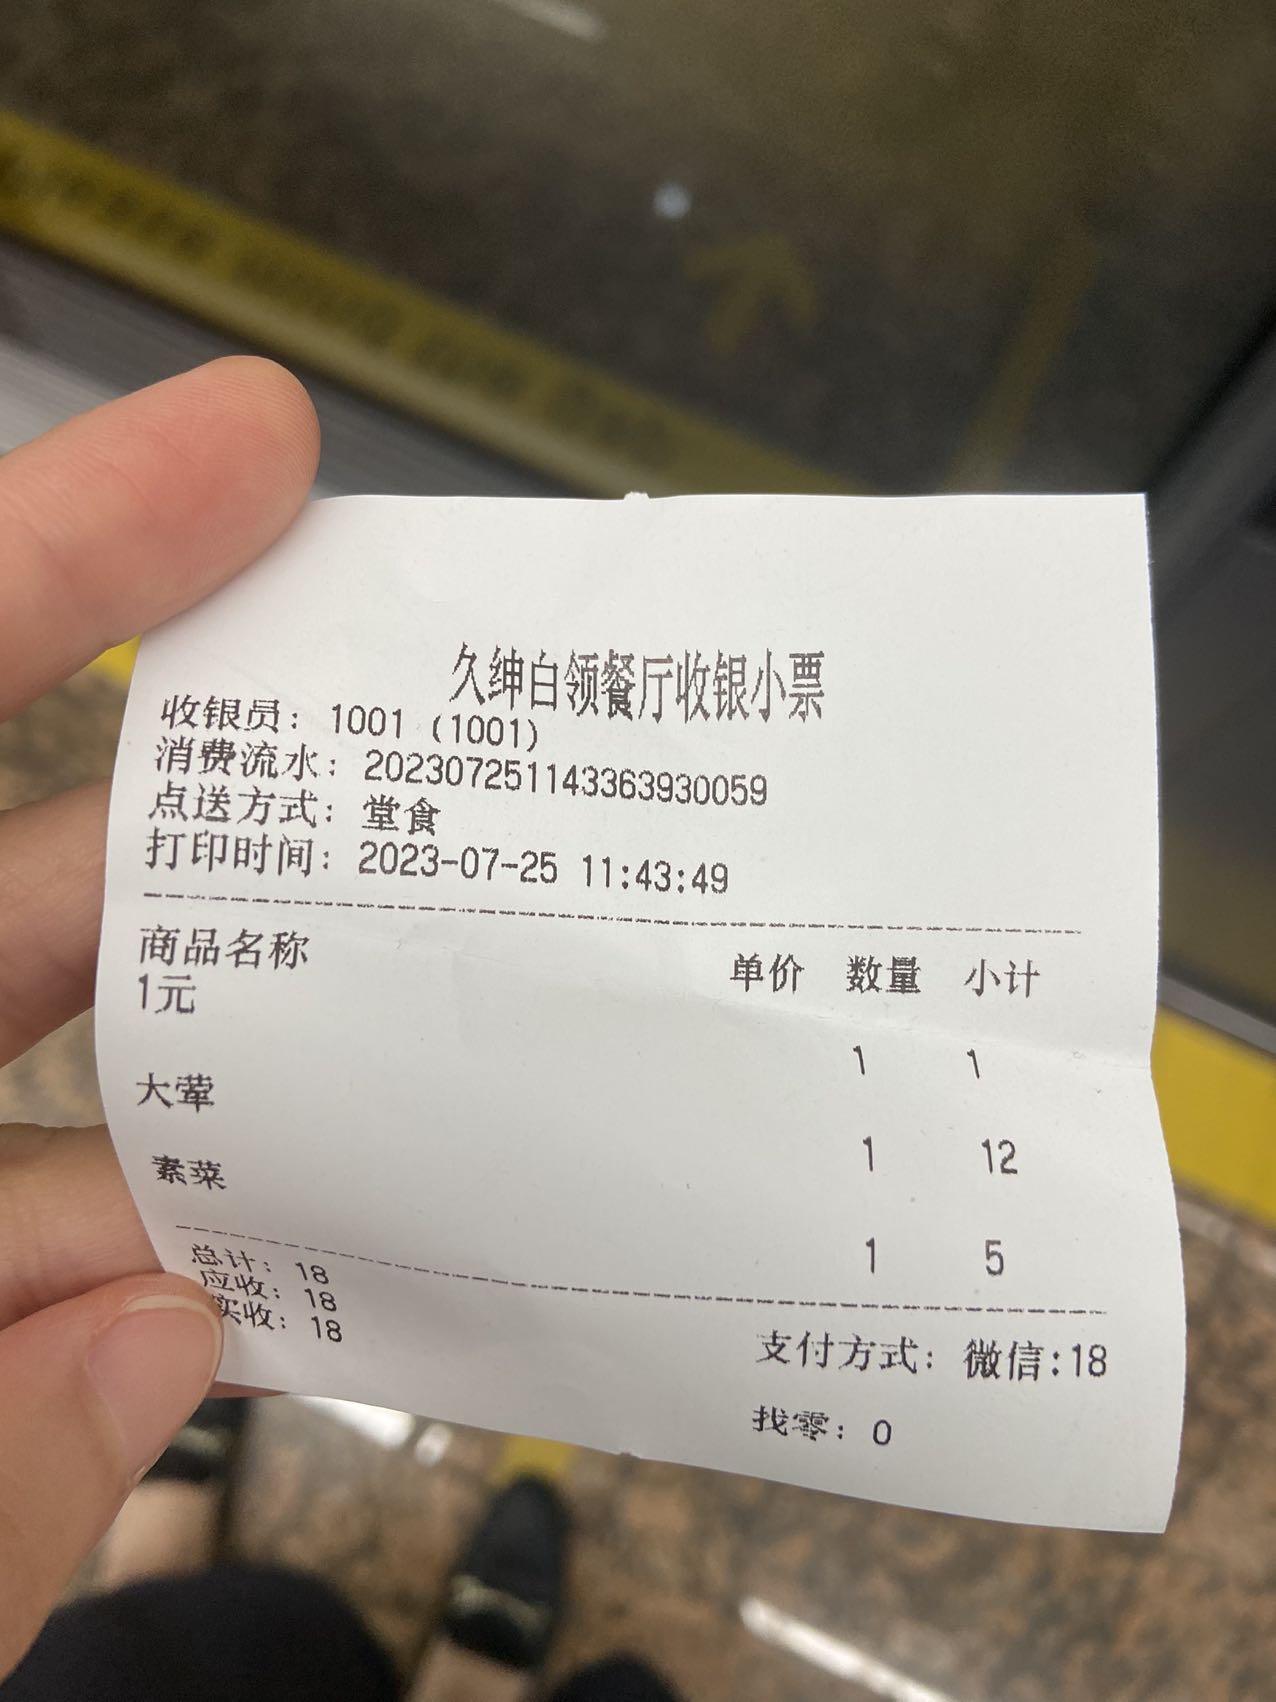 久绅白领餐厅收银小票
收银员：1001 (1001)
消费流水：2023072511143363930059
点送方式：堂食
打印时间：2023-07-25 11:43:49
商品名称 单价 数量 小计
1元
1 1
大荤
1 12
素菜
1 5
总计：18
应收：18
实收：18
支付方式：微信:18
找零：0